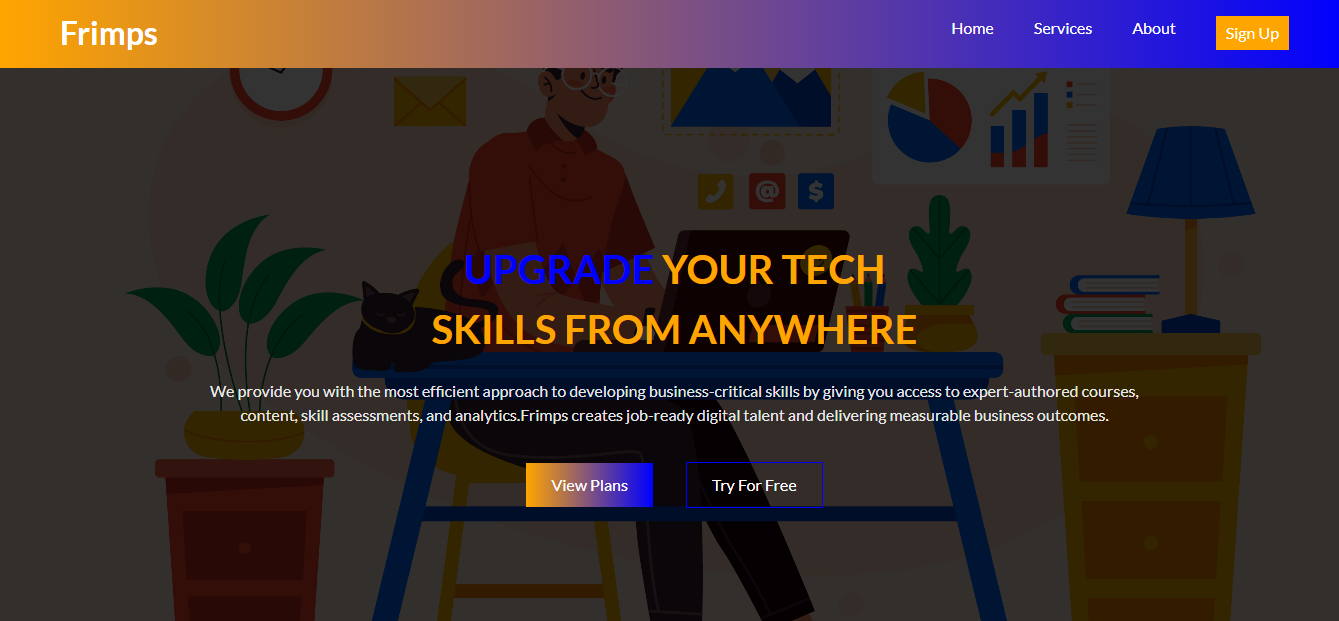 Frimps
Home
Services
About
Sign Up
@
$
UPGRADE YOUR TECH
SKILLS FROM ANYWHERE
We provide you with the most efficient approach to developing business-critical skills by giving you access to expert-authored courses,
content, skill assessments, and analytics.Frimps creates job-ready digital talent and delivering measurable business outcomes.
View Plans
Try For Free